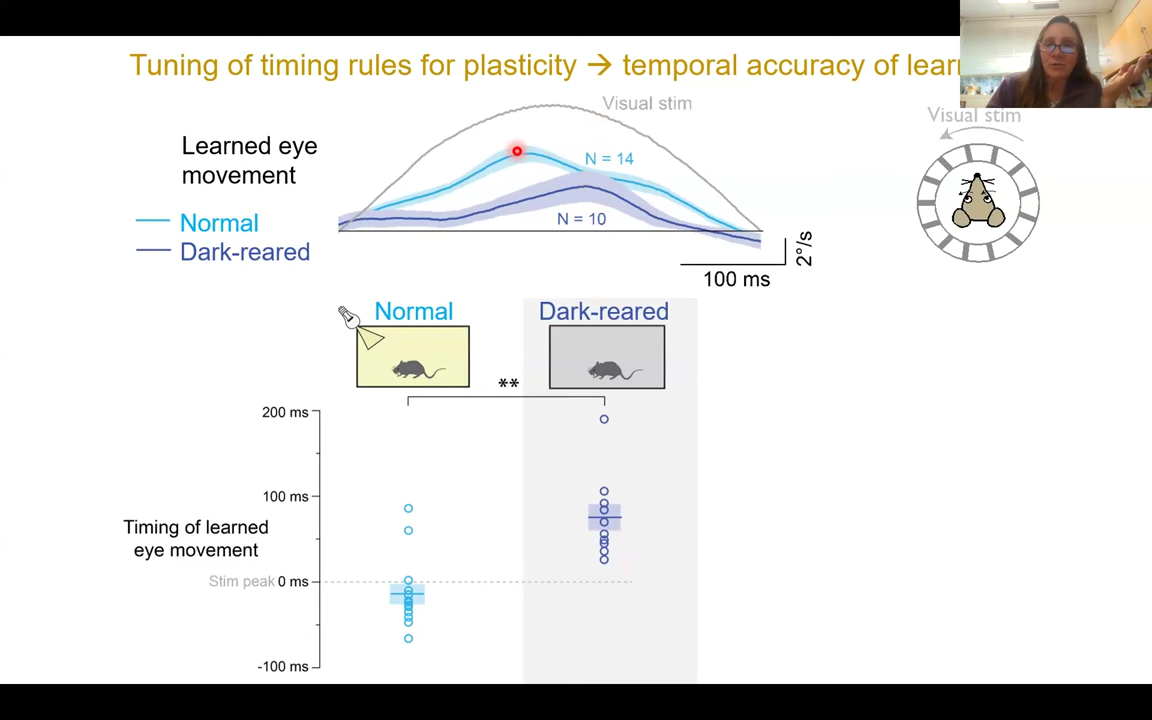 Tuning of timing rules for plasticity → temporal accuracy of
Visual stim
Visual stim
Learned eye
movement
N = 14
Normal
N = 10
Dark-reared
2°/s
100 ms
Normal
Dark-reared
**
200 ms
100 ms
Timing of learned
eye movement
Stim peak 0 ms
-100 ms